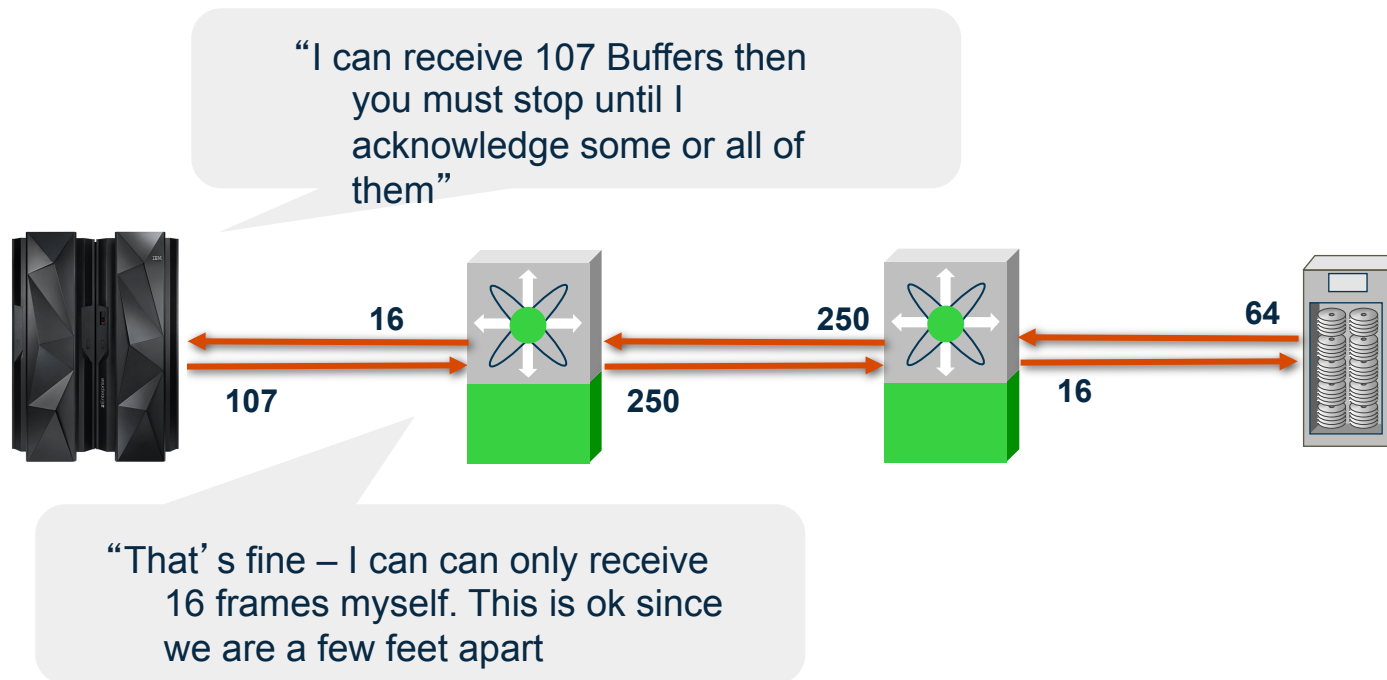 “I can receive 107 Buffers then
you must stop until I
acknowledge some or all of
them”
16
250
64
107
250
16
“That’s fine – I can can only receive
16 frames myself. This is ok since
we are a few feet apart